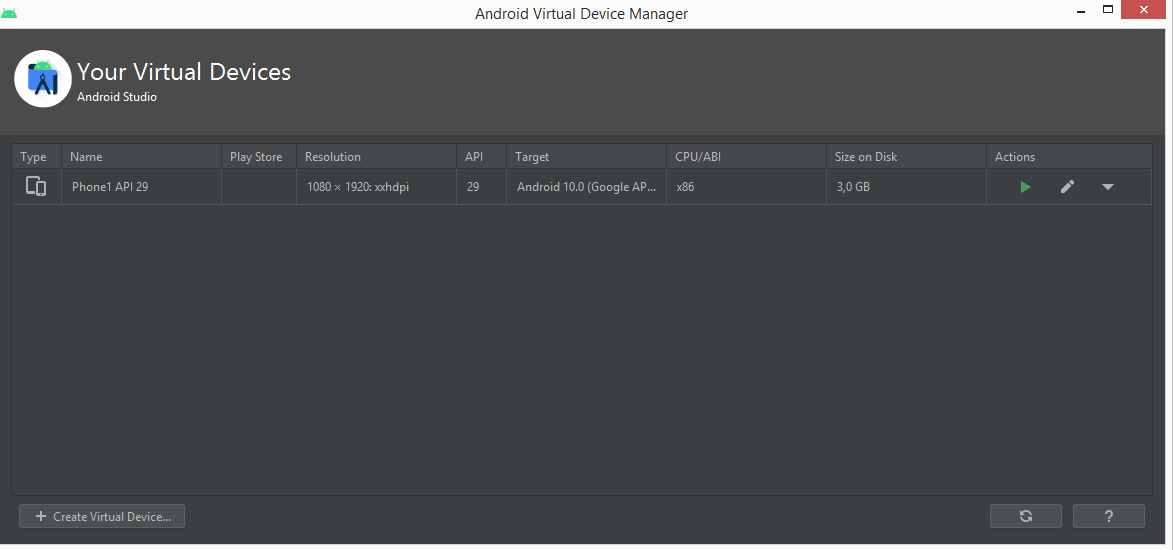 Android Virtual Device Manager
Your Virtual Devices
Android Studio
Type Name Play Store Resolution API Target CPU/ABI Size on Disk Actions
Phone1 API 29 1080 × 1920: xxhdpi 29 Android 10.0 (Google AP... x86 3,0 GB
+ Create Virtual Device... ?